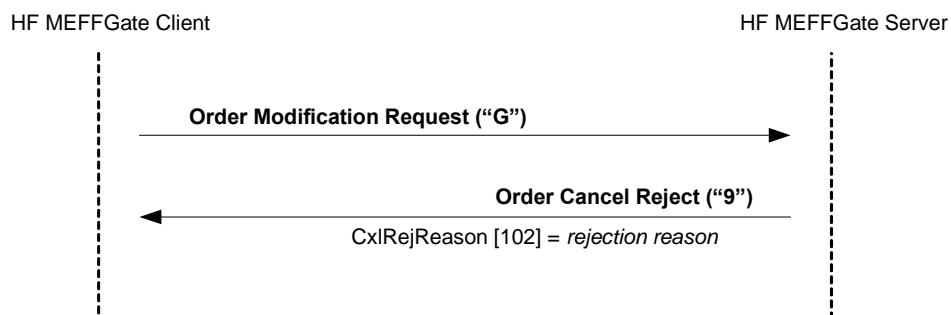 HF MEFFGate Client
HF MEFFGate Server
Order Modification Request (“G”)
Order Cancel Reject (“9”)
CxlRejReason [102] = rejection reason